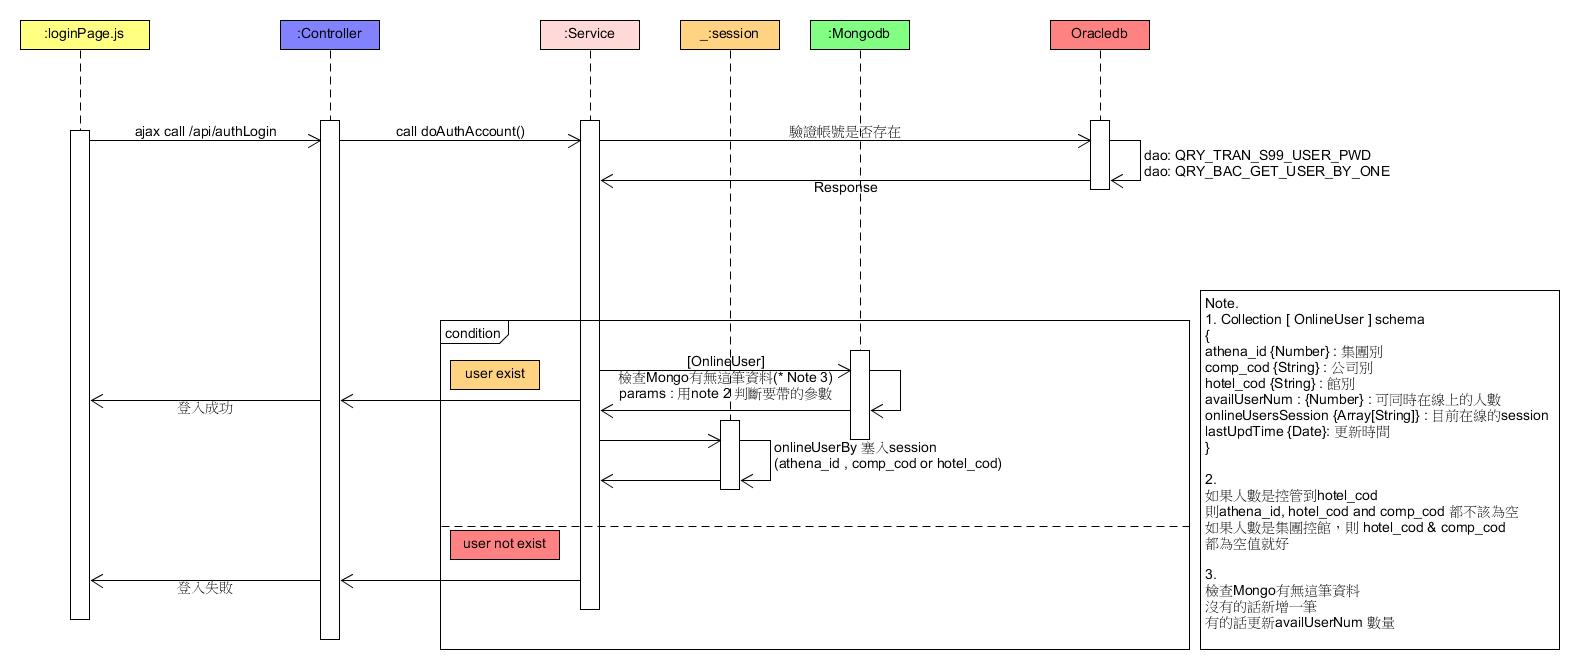 :loginPage.js
:Controller
:Service
_:session
:Mongodb
Oracledb
ajax call /api/authLogin
call doAuthAccount()
驗證帳號是否存在
dao: QRY_TRAN_S99_USER_PWD
dao: QRY_BAC_GET_USER_BY_ONE
Response
condition
user exist
[OnlineUser]
檢查Mongo有無這筆資料(* Note 3)
params : 用note 2 判斷要帶的參數
登入成功
onlineUserBy 塞入session
(athena_id , comp_cod or hotel_cod)
user not exist
登入失敗
Note.
1. Collection [ OnlineUser ] schema
{
athena_id {Number} : 集團別
comp_cod {String} : 公司別
hotel_cod {String} : 館別
availUserNum : {Number} : 可同時在線上的人數
onlineUsersSession {Array[String]} : 目前在線的session
lastUpdTime {Date}: 更新時間
}
2.
如果人數是控管到hotel_cod
則athena_id, hotel_cod and comp_cod 都不該為空
如果人數是集團控館，則 hotel_cod & comp_cod
都為空值就好
3.
檢查Mongo有無這筆資料
沒有的話新增一筆
有的話更新availUserNum 數量